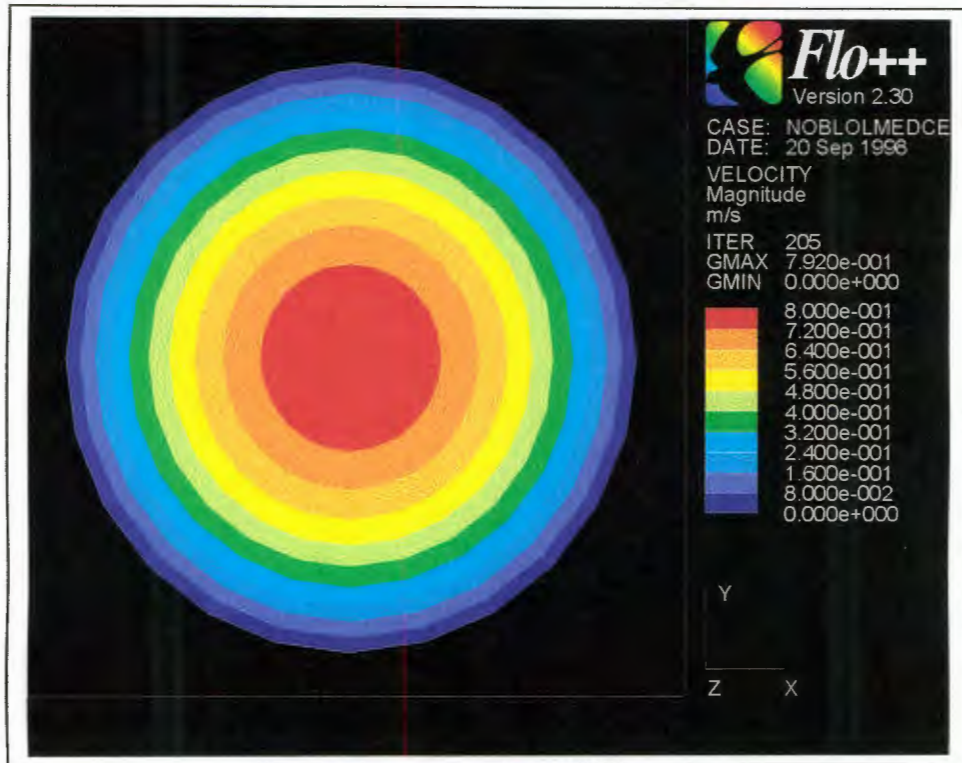 Flo++
Version 2.30
CASE: NOBLOLMEDCE
DATE: 20 Sep 1996
VELOCITY
Magnitude
m/s
ITER 205
GMAX 7.920e-001
GMIN 0.000e+000
8.000e-001
7.200e-001
6.400e-001
5.600e-001
4.800e-001
4.000e-001
3.200e-001
2.400e-001
1.600e-001
8.000e-002
0.000e+000
Y
Z X